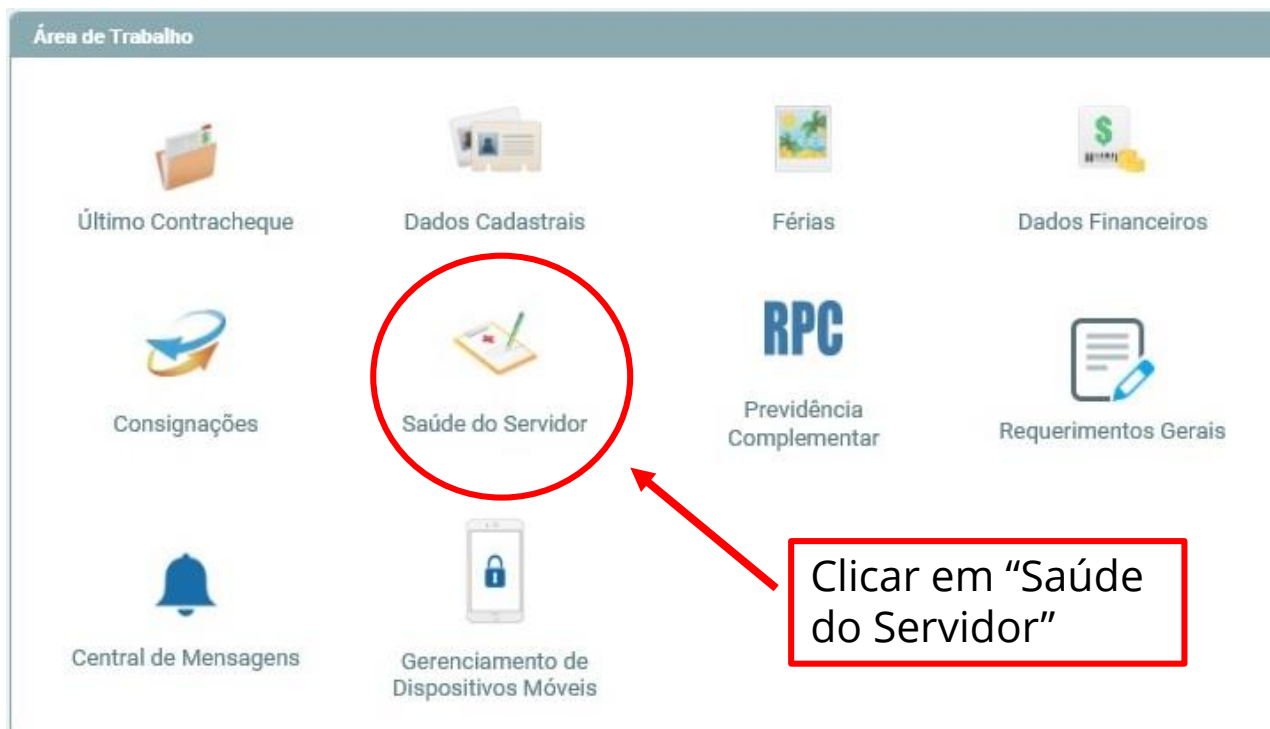 Área de Trabalho
Último Contracheque
Dados Cadastrais
Férias
Dados Financeiros
RPC
Consignações
Saúde do Servidor
Previdência
Complementar
Requerimentos Gerais
Central de Mensagens
Gerenciamento de
Dispositivos Móveis
Clicar em “Saúde
do Servidor”